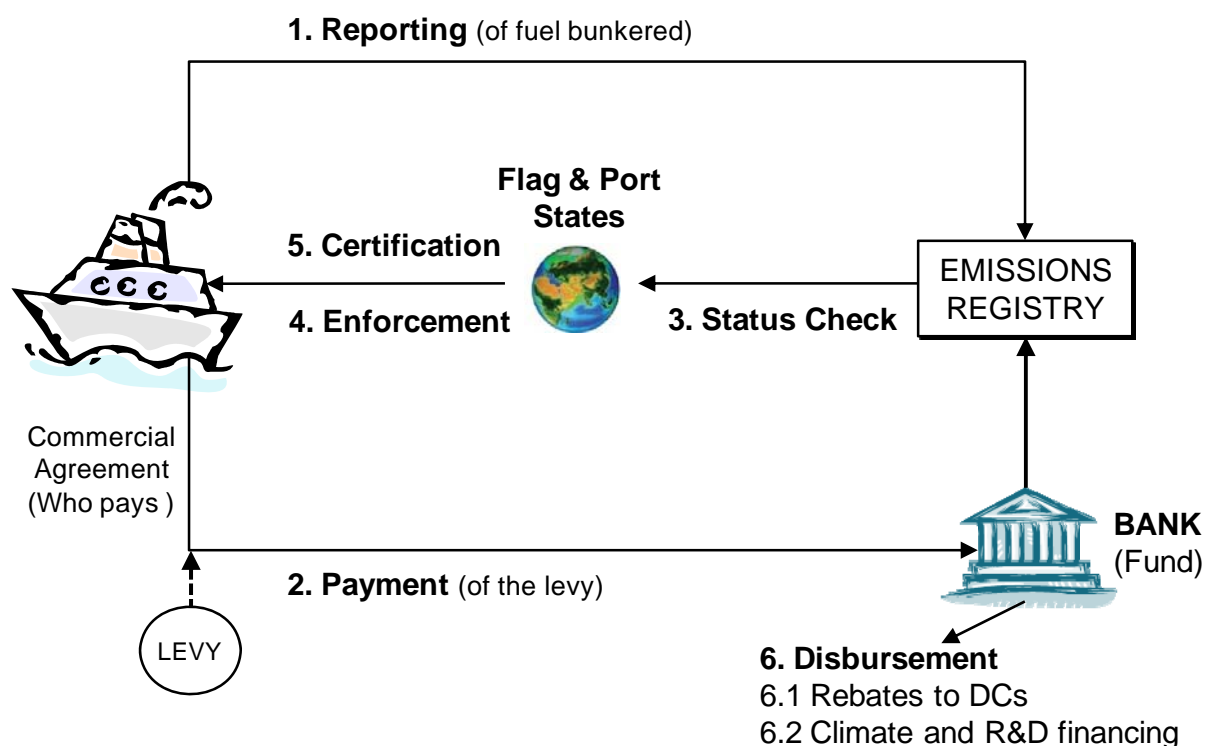 1. Reporting (of fuel bunkered)
Flag & Port
States
5. Certification
4. Enforcement
3. Status Check
EMISSIONS
REGISTRY
Commercial
Agreement
(Who pays )
BANK
(Fund)
2. Payment (of the levy)
LEVY
6. Disbursement
6.1 Rebates to DCs
6.2 Climate and R&D financing